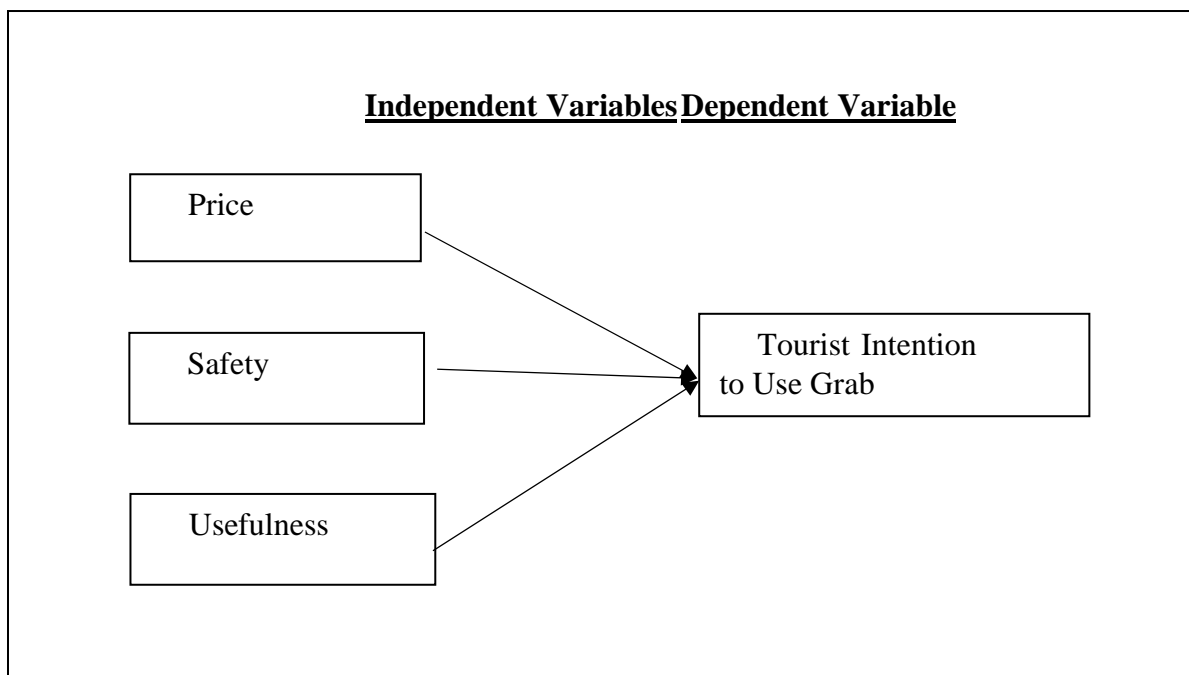 Independent Variables Dependent Variable
Price
Safety
Usefulness
Tourist Intention
to Use Grab